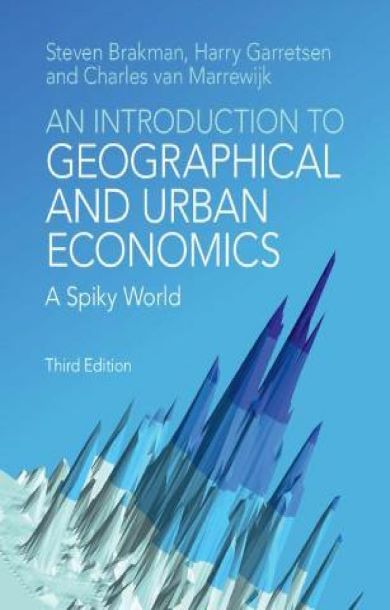 Steven Brakman, Harry Garretsen
and Charles van Marrewijk
AN INTRODUCTION TO
GEOGRAPHICAL
AND URBAN
ECONOMICS
A Spiky World
Third Edition